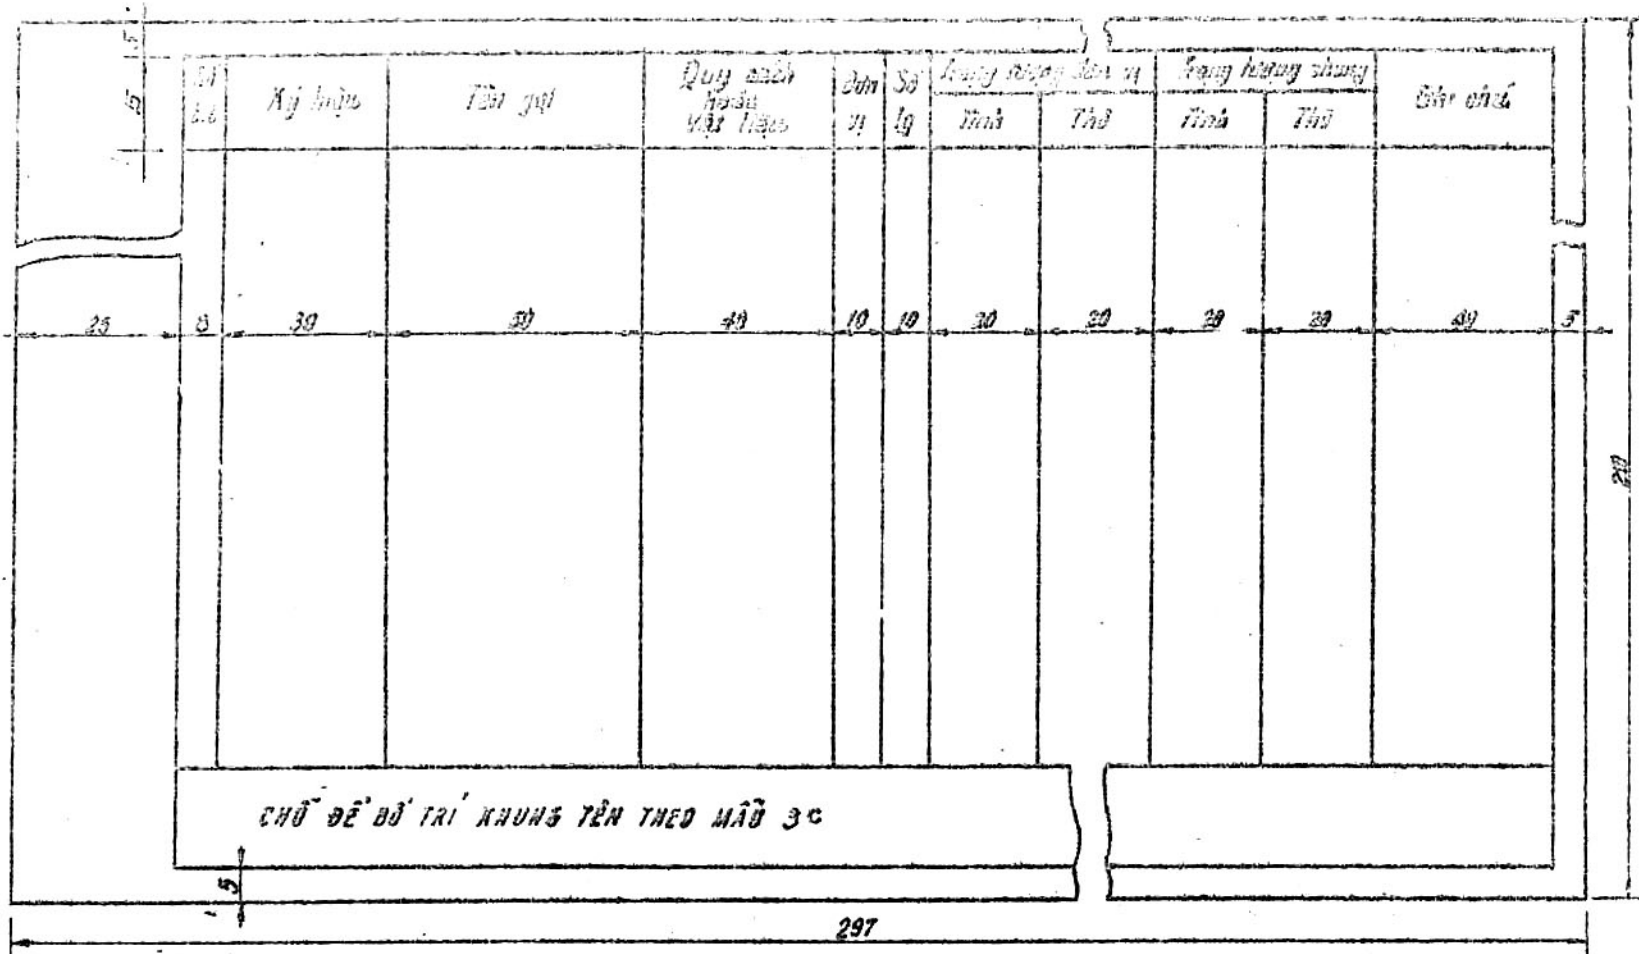 Ký hiệu
Tên gọi
Quy cách
hoặc
Vật liệu
Đơn
vị
Số
lg
Trọng lượng đơn vị
Tinh
Thô
Trọng lượng chung
Tinh
Thô
Ghi chú
5
15
25
8
30
50
40
10
10
20
20
20
20
40
5
210
CHỖ ĐỂ BỐ TRÍ KHUNG TÊN THEO MẪU 3c
5
297